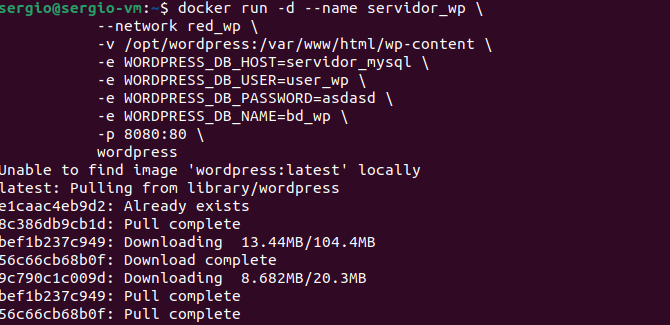 sergio@sergio-vm:~$ docker run -d --name servidor_wp \
--network red_wp \
-v /opt/wordpress:/var/www/html/wp-content \
-e WORDPRESS_DB_HOST=servidor_mysql \
-e WORDPRESS_DB_USER=user_wp \
-e WORDPRESS_DB_PASSWORD=asdasd \
-e WORDPRESS_DB_NAME=bd_wp \
-p 8080:80 \
wordpress
Unable to find image 'wordpress:latest' locally
latest: Pulling from library/wordpress
e1caac4eb9d2: Already exists
8c386db9cb1d: Pull complete
bef1b237c949: Downloading  13.44MB/104.4MB
56c66cb68b0f: Download complete
9c790c1c009d: Downloading  8.682MB/20.3MB
bef1b237c949: Pull complete
56c66cb68b0f: Pull complete